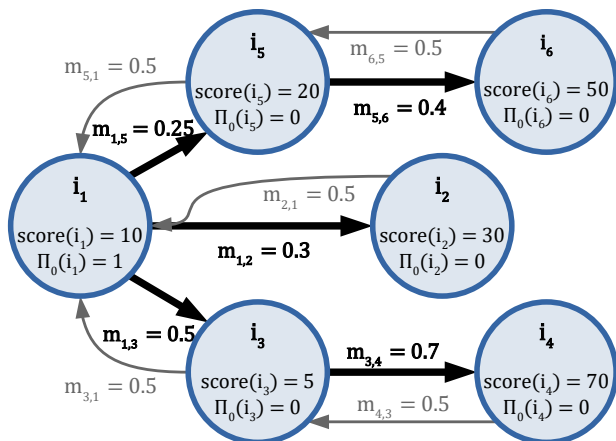 i₅
score(i₅) = 20
Π₀(i₅) = 0
m₆,₅ = 0.5
i₆
score(i₆) = 50
Π₀(i₆) = 0
m₅,₁ = 0.5
m₅,₆ = 0.4
m₁,₅ = 0.25
i₁
score(i₁) = 10
Π₀(i₁) = 1
m₂,₁ = 0.5
m₁,₂ = 0.3
i₂
score(i₂) = 30
Π₀(i₂) = 0
m₁,₃ = 0.5
m₃,₁ = 0.5
i₃
score(i₃) = 5
Π₀(i₃) = 0
m₃,₄ = 0.7
m₄,₃ = 0.5
i₄
score(i₄) = 70
Π₀(i₄) = 0